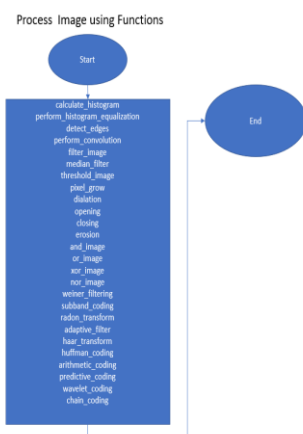 Process Image using Functions
Start
calculate_histogram
perform_histogram_equalization
detect_edges
perform_convolution
filter_image
median_filter
threshold_image
pixel_grow
dialation
opening
closing
erosion
and_image
or_image
xor_image
nor_image
weiner_filtering
subband_coding
radon_transform
adaptive_filter
haar_transform
huffman_coding
arithmetic_coding
predictive_coding
wavelet_coding
chain_coding
End